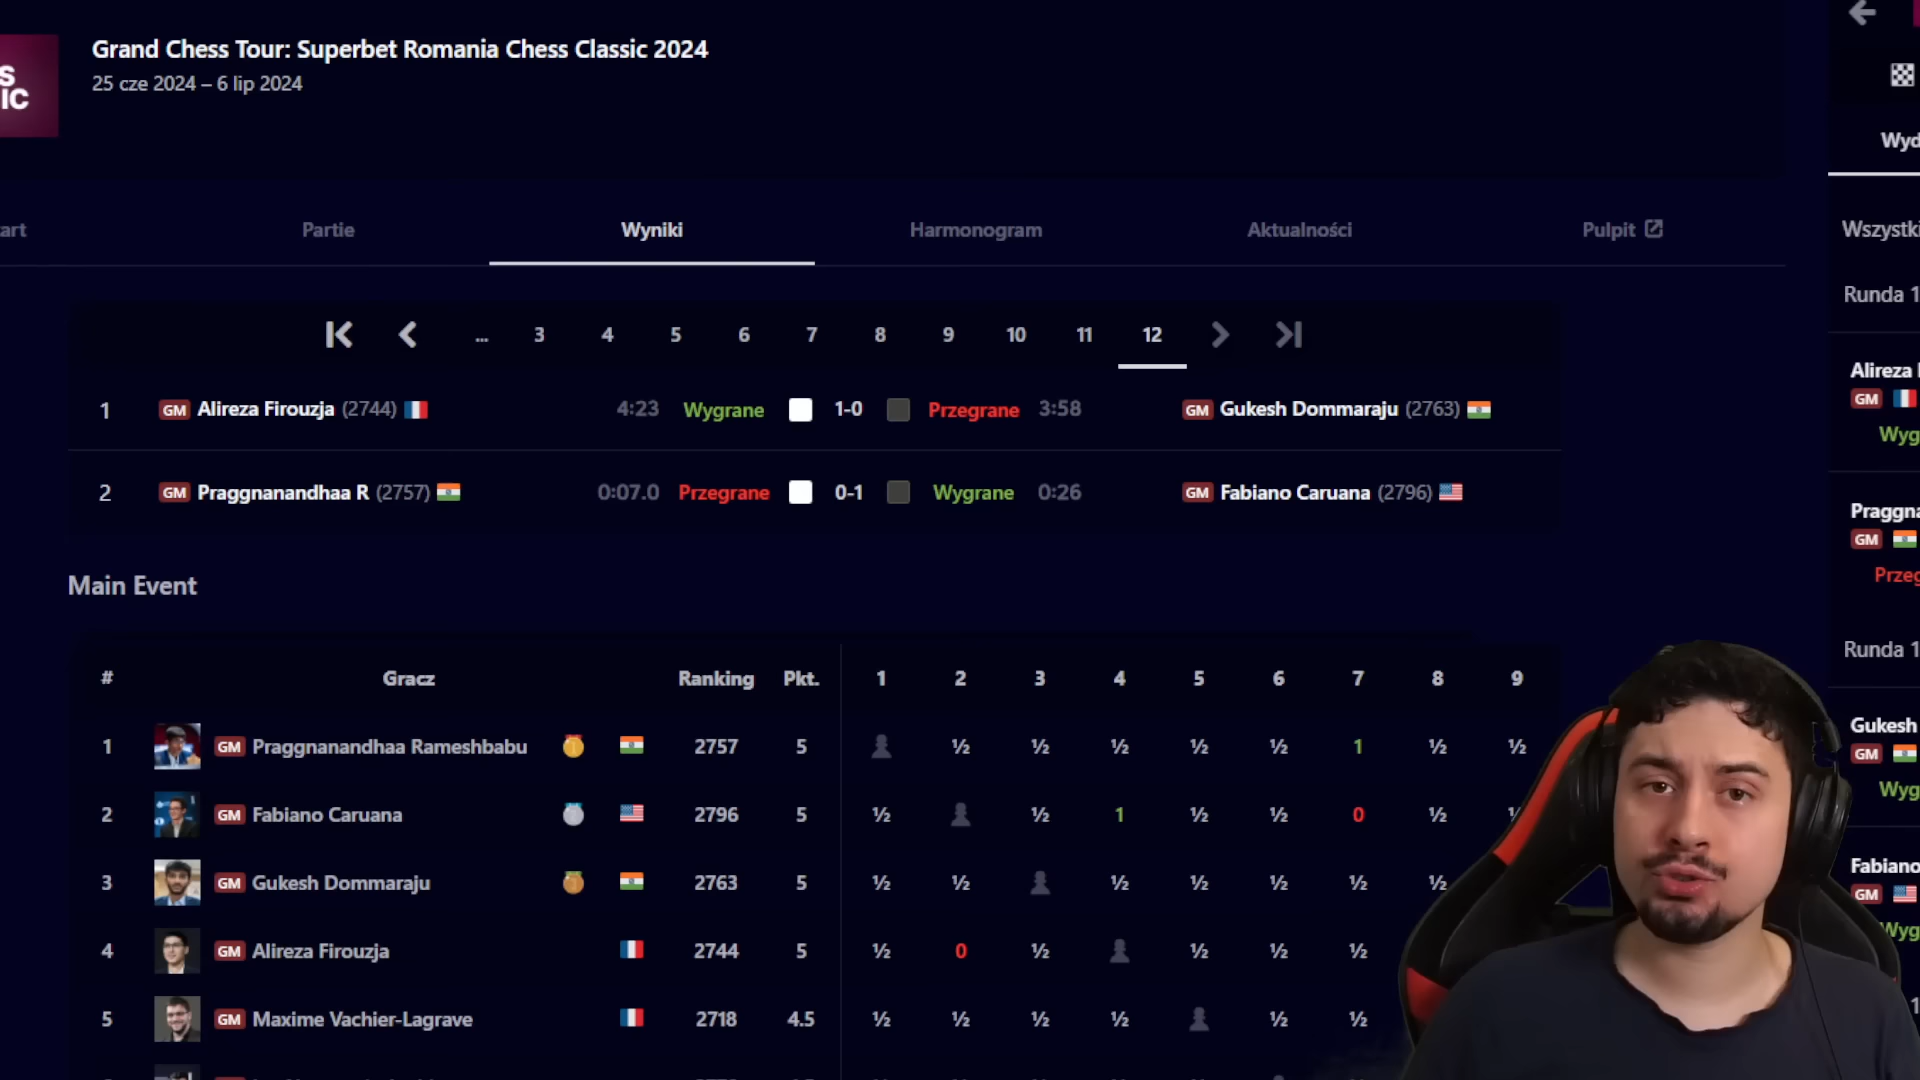 S
IC
Grand Chess Tour: Superbet Romania Chess Classic 2024
25 cze 2024 – 6 lip 2024
art Partie Wyniki Harmonogram Aktualności Pulpit
... 3 4 5 6 7 8 9 10 11 12
1 GM Alireza Firouzja (2744) 4:23 Wygrane 1-0 Przegrane 3:58 GM Gukesh Dommaraju (2763)
2 GM Praggnanandhaa R (2757) 0:07.0 Przegrane 0-1 Wygrane 0:26 GM Fabiano Caruana (2796)
Main Event
# Gracz Ranking Pkt. 1 2 3 4 5 6 7 8 9
1 GM Praggnanandhaa Rameshbabu 2757 5 ½ ½ ½ ½ ½ 1 ½ ½
2 GM Fabiano Caruana 2796 5 ½ ½ 1 ½ ½ 0 ½
3 GM Gukesh Dommaraju 2763 5 ½ ½ ½ ½ ½ ½ ½
4 GM Alireza Firouzja 2744 5 ½ 0 ½ ½ ½ ½
5 GM Maxime Vachier-Lagrave 2718 4.5 ½ ½ ½ ½ ½ ½
Wyd
Wszystki
Runda 1
Alireza
GM
Wyg
Praggna
GM
Przeg
Runda 1
Gukesh
GM
Wyg
Fabiano
GM
Wyg